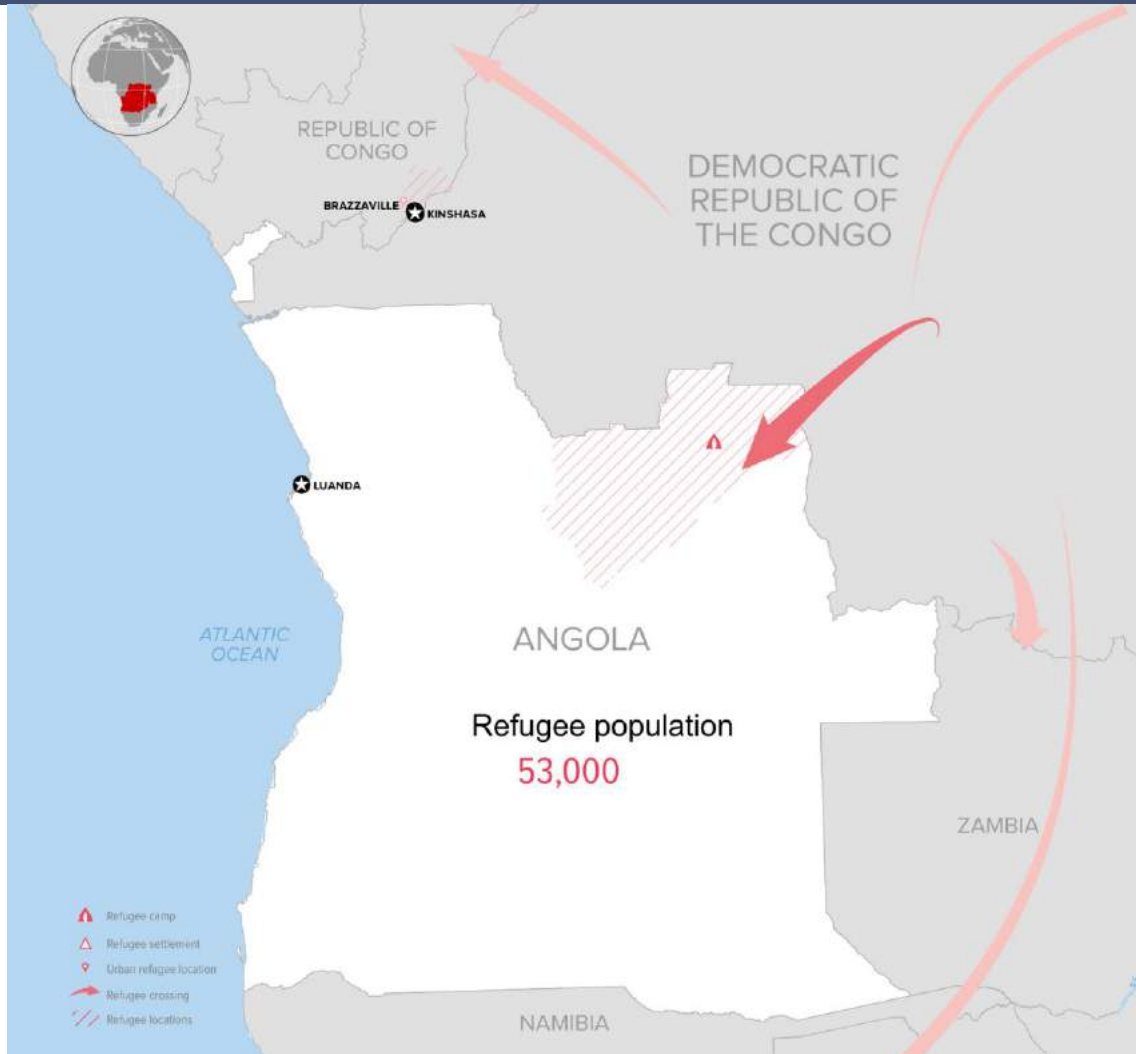 REPUBLIC OF
CONGO
DEMOCRATIC
REPUBLIC OF
THE CONGO
BRAZZAVILLE
KINSHASA
LUANDA
ATLANTIC
OCEAN
ANGOLA
Refugee population
53,000
ZAMBIA
Refugee camp
Refugee settlement
Urban refugee location
Refugee crossing
Refugee locations
NAMIBIA